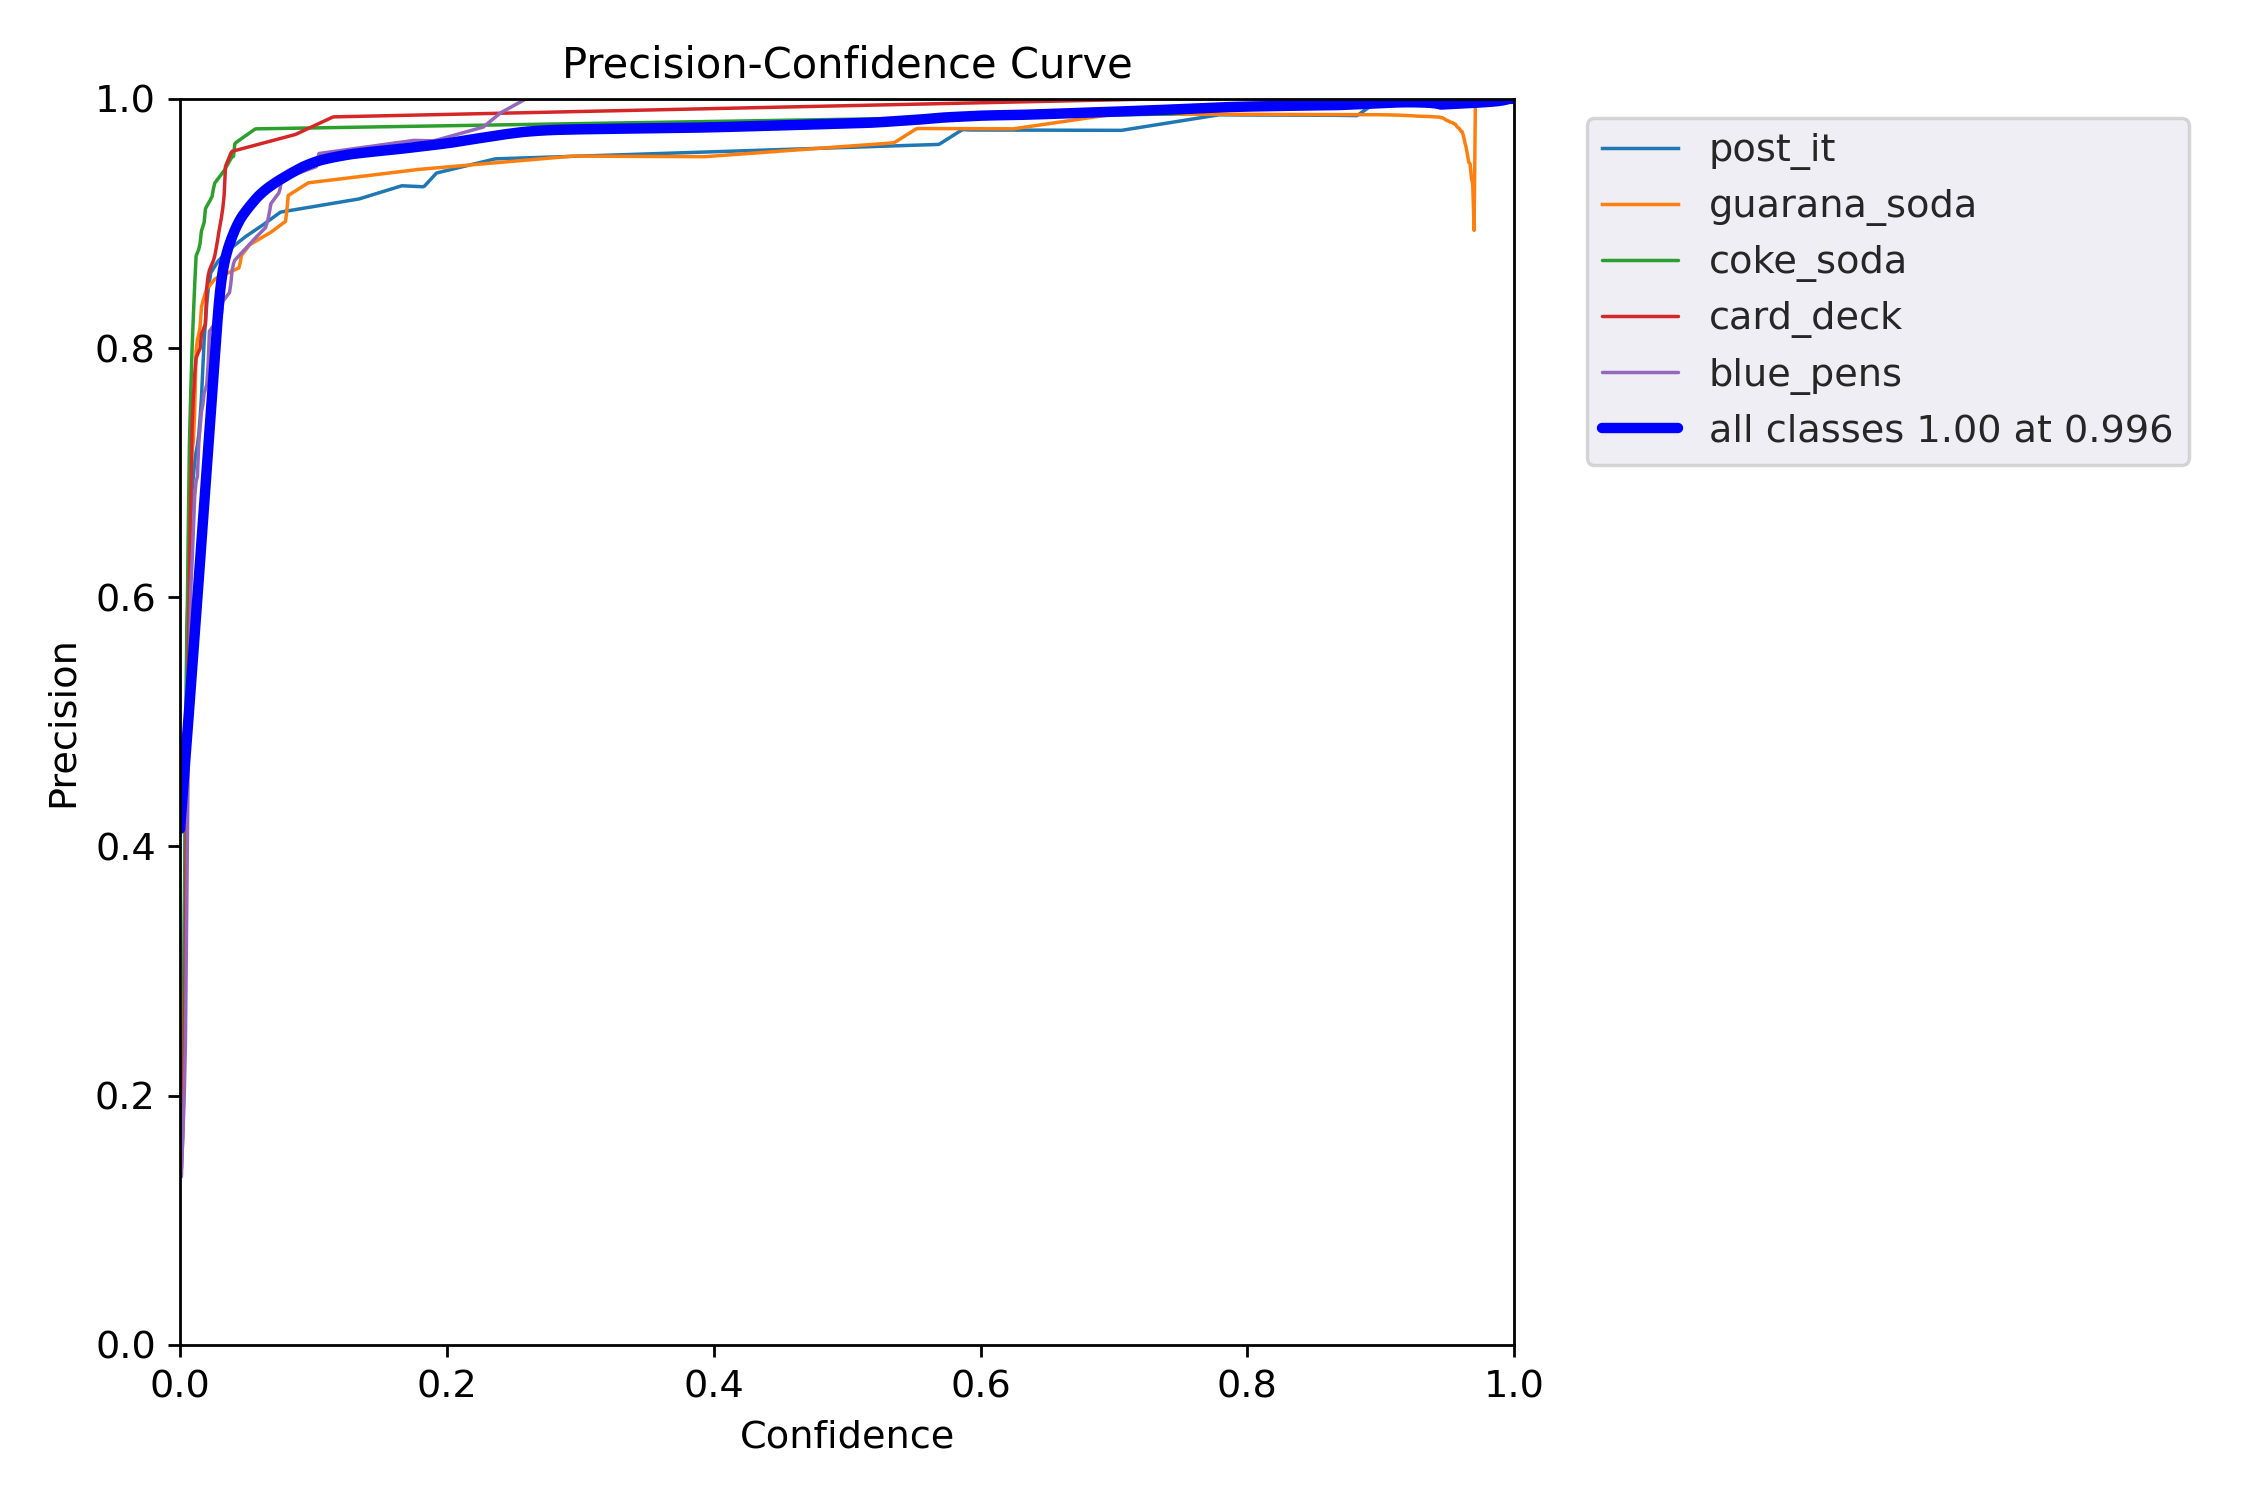 Precision-Confidence Curve
1.0
0.8
0.6
0.4
0.2
0.0
Precision
0.0 0.2 0.4 0.6 0.8 1.0
Confidence
post_it
guarana_soda
coke_soda
card_deck
blue_pens
all classes 1.00 at 0.996